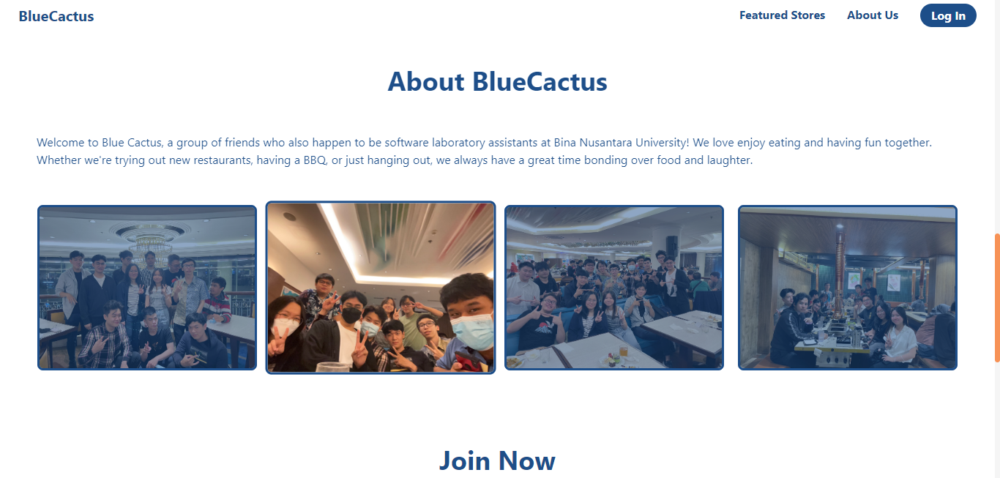 BlueCactus
Featured Stores
About Us
Log In
About BlueCactus
Welcome to Blue Cactus, a group of friends who also happen to be software laboratory assistants at Bina Nusantara University! We love enjoy eating and having fun together.
Whether we're trying out new restaurants, having a BBQ, or just hanging out, we always have a great time bonding over food and laughter.
Join Now